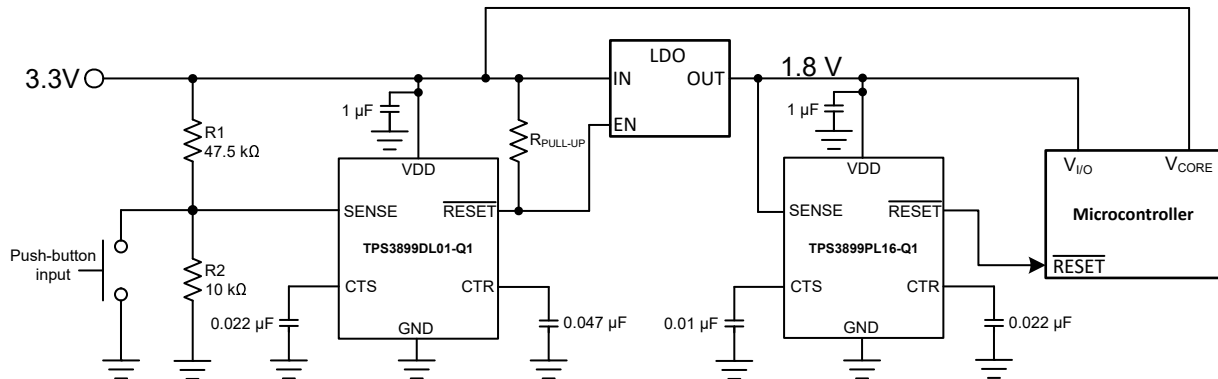 3.3V
R1
47.5 kΩ
Push-button
input
R2
10 kΩ
1 µF
VDD
SENSE
RESET
TPS3899DL01-Q1
CTS
CTR
GND
0.022 µF
0.047 µF
RPULL-UP
LDO
IN
OUT
EN
1.8 V
1 µF
VDD
SENSE
RESET
TPS3899PL16-Q1
CTS
CTR
GND
0.01 µF
0.022 µF
VI/O
VCORE
Microcontroller
RESET